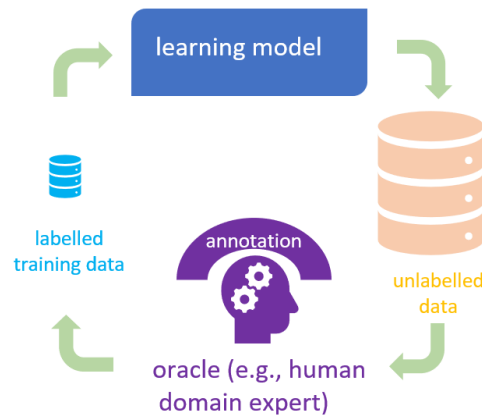 learning model
labelled
training data
annotation
unlabelled
data
oracle (e.g., human
domain expert)